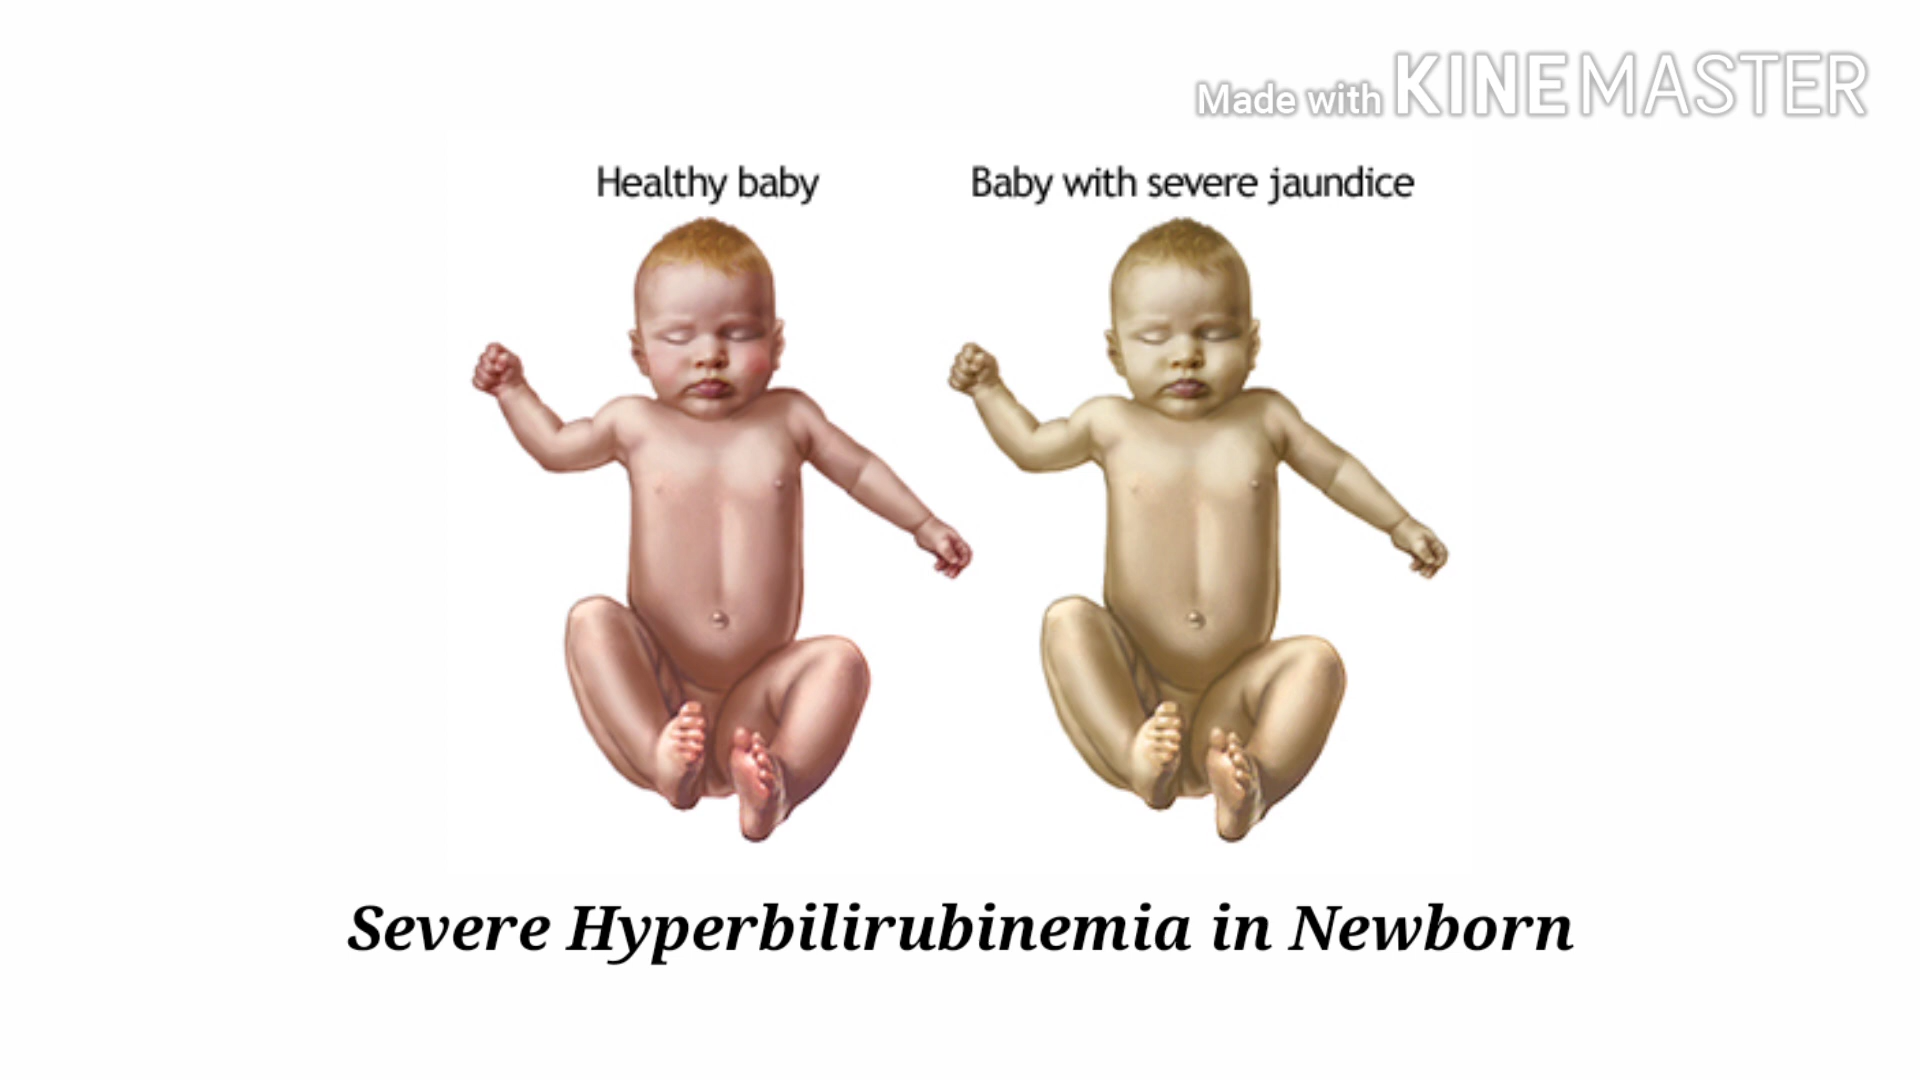 Made with KINEMASTER
Healthy baby
Baby with severe jaundice
Severe Hyperbilirubinemia in Newborn